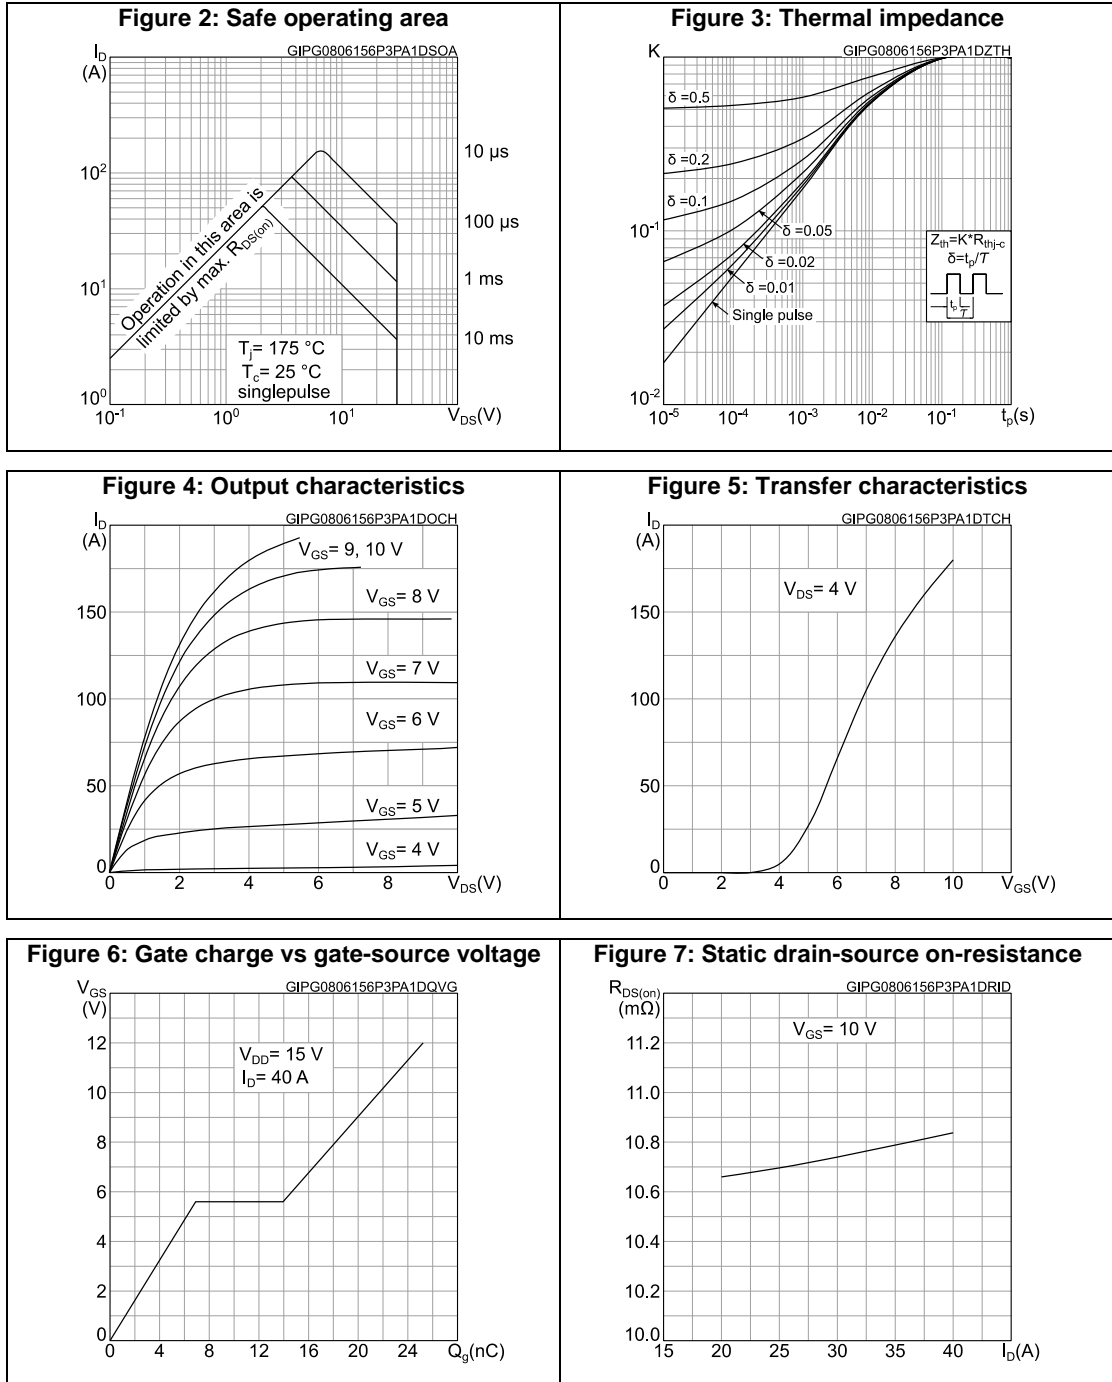 Figure 2: Safe operating area
GIPG0806156P3PA1DSOA
I_D
(A)
10²
10¹
10⁰
10⁻¹ 10⁰ 10¹ V_DS(V)
10 µs
100 µs
1 ms
10 ms
Operation in this area is
limited by max. R_DS(on)
T_j= 175 °C
T_c= 25 °C
singlepulse
Figure 3: Thermal impedance
GIPG0806156P3PA1DZTH
K
δ =0.5
δ =0.2
δ =0.1
δ =0.05
δ =0.02
δ =0.01
Single pulse
Z_th=K*R_thj-c
δ=t_p/Τ
t_p
Τ
10⁻¹
10⁻²
10⁻⁵ 10⁻⁴ 10⁻³ 10⁻² 10⁻¹ t_p(s)
Figure 4: Output characteristics
GIPG0806156P3PA1DOCH
I_D
(A)
V_GS= 9, 10 V
V_GS= 8 V
V_GS= 7 V
V_GS= 6 V
V_GS= 5 V
V_GS= 4 V
150
100
50
0
0 2 4 6 8 V_DS(V)
Figure 5: Transfer characteristics
GIPG0806156P3PA1DTCH
I_D
(A)
V_DS= 4 V
150
100
50
0
0 2 4 6 8 10 V_GS(V)
Figure 6: Gate charge vs gate-source voltage
GIPG0806156P3PA1DQVG
V_GS
(V)
V_DD= 15 V
I_D= 40 A
12
10
8
6
4
2
0
0 4 8 12 16 20 24 Q_g(nC)
Figure 7: Static drain-source on-resistance
GIPG0806156P3PA1DRID
R_DS(on)
(mΩ)
V_GS= 10 V
11.2
11.0
10.8
10.6
10.4
10.2
10.0
15 20 25 30 35 40 I_D(A)